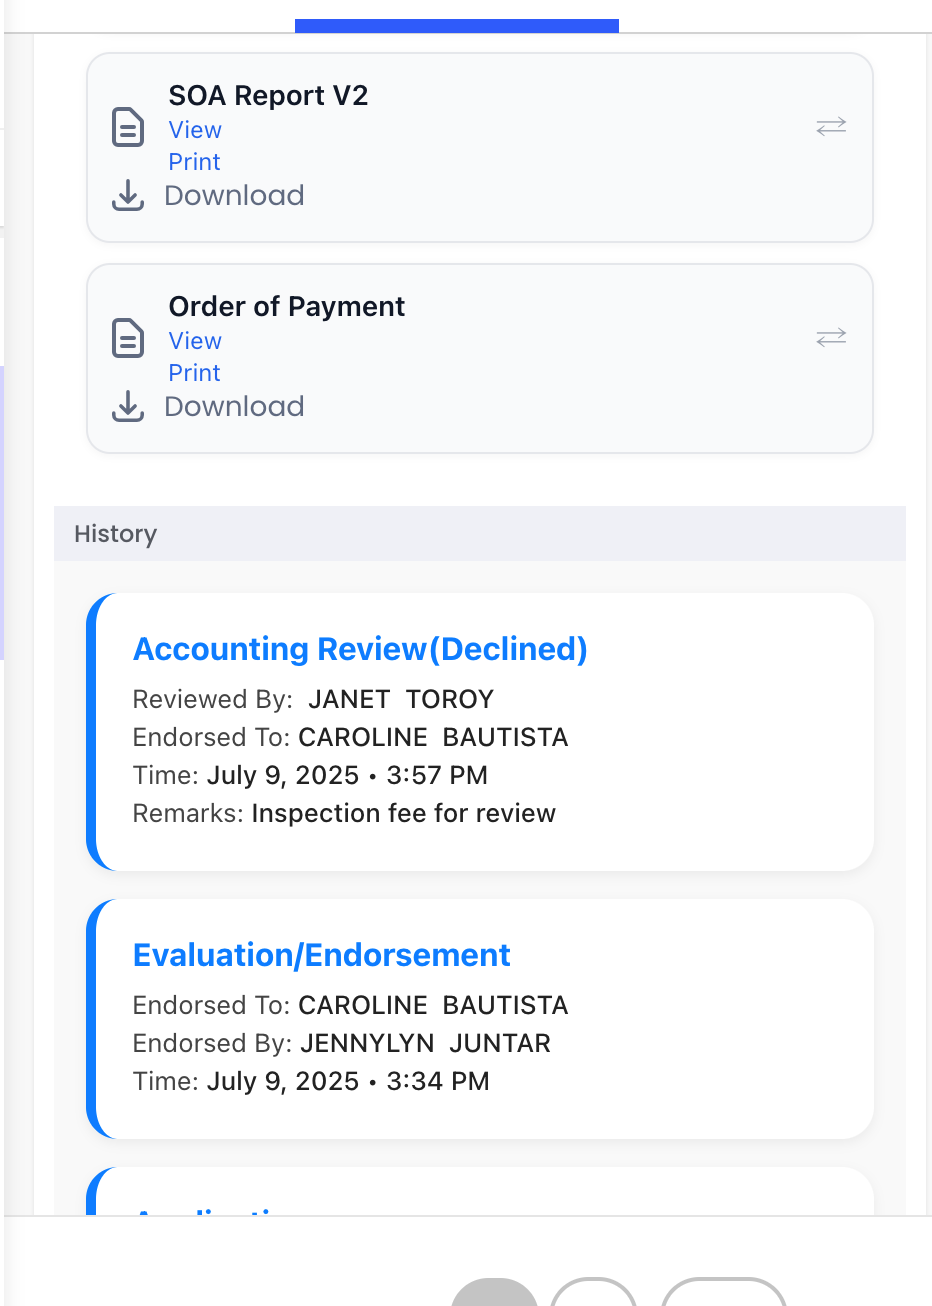 SOA Report V2
View
Print
Download
Order of Payment
View
Print
Download
History
Accounting Review(Declined)
Reviewed By: JANET TOROY
Endorsed To: CAROLINE BAUTISTA
Time: July 9, 2025 • 3:57 PM
Remarks: Inspection fee for review
Evaluation/Endorsement
Endorsed To: CAROLINE BAUTISTA
Endorsed By: JENNYLYN JUNTAR
Time: July 9, 2025 • 3:34 PM